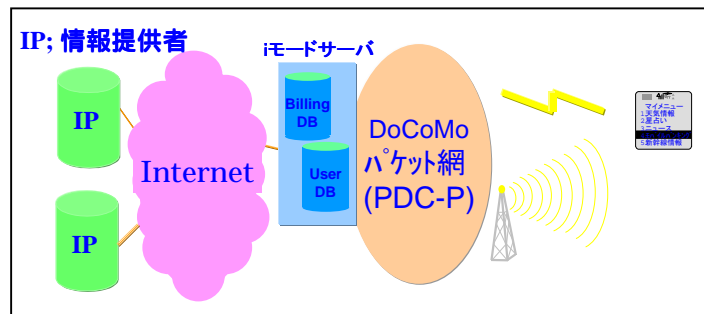 IP; 情報提供者
iモードサーバ
IP
IP
Internet
Billing
DB
User
DB
DoCoMo
パケット網
(PDC-P)
マイメニュー
1天気情報
2星占い
3ニュース
5新幹線情報